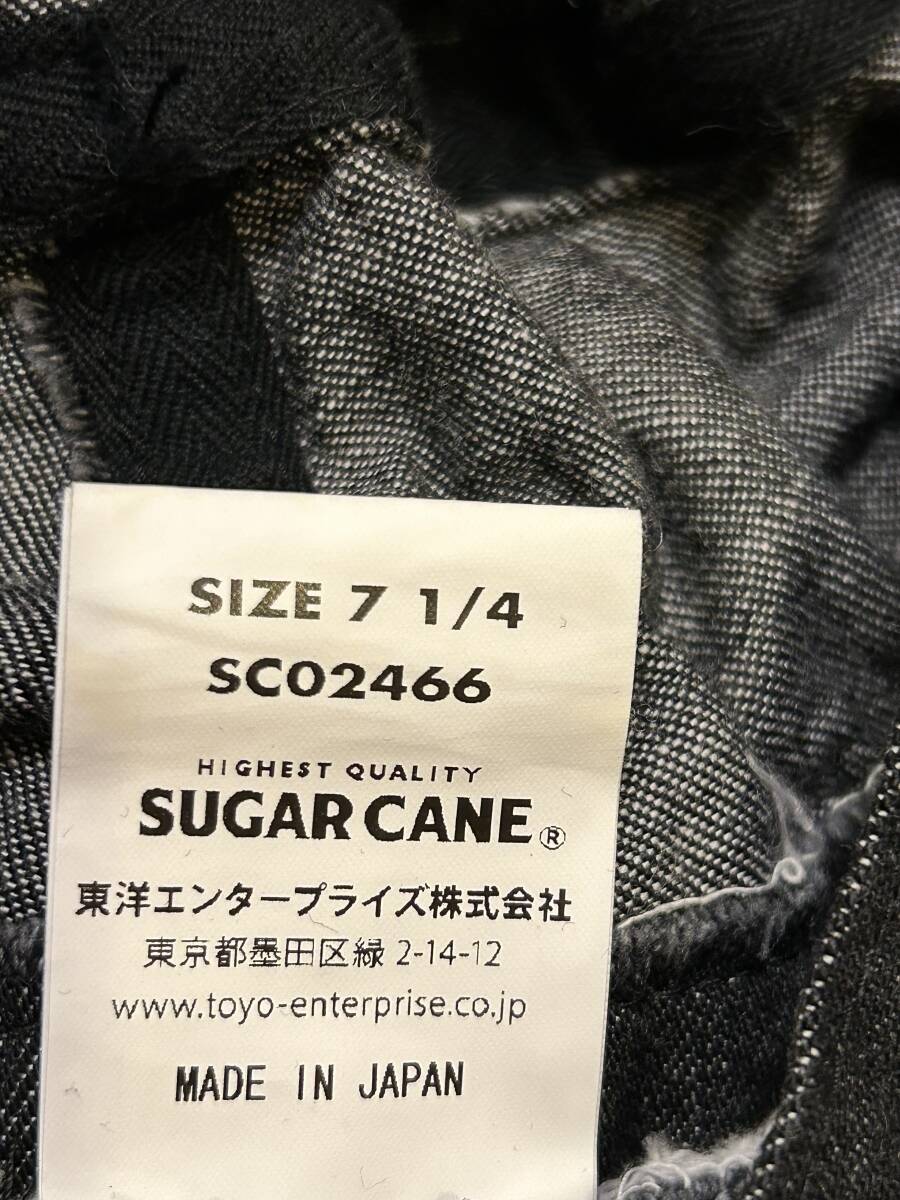 SIZE 7 1/4
SC02466
HIGHEST QUALITY
SUGAR CANE®
東洋エンタープライズ株式会社
東京都墨田区緑 2-14-12
www.toyo-enterprise.co.jp
MADE IN JAPAN